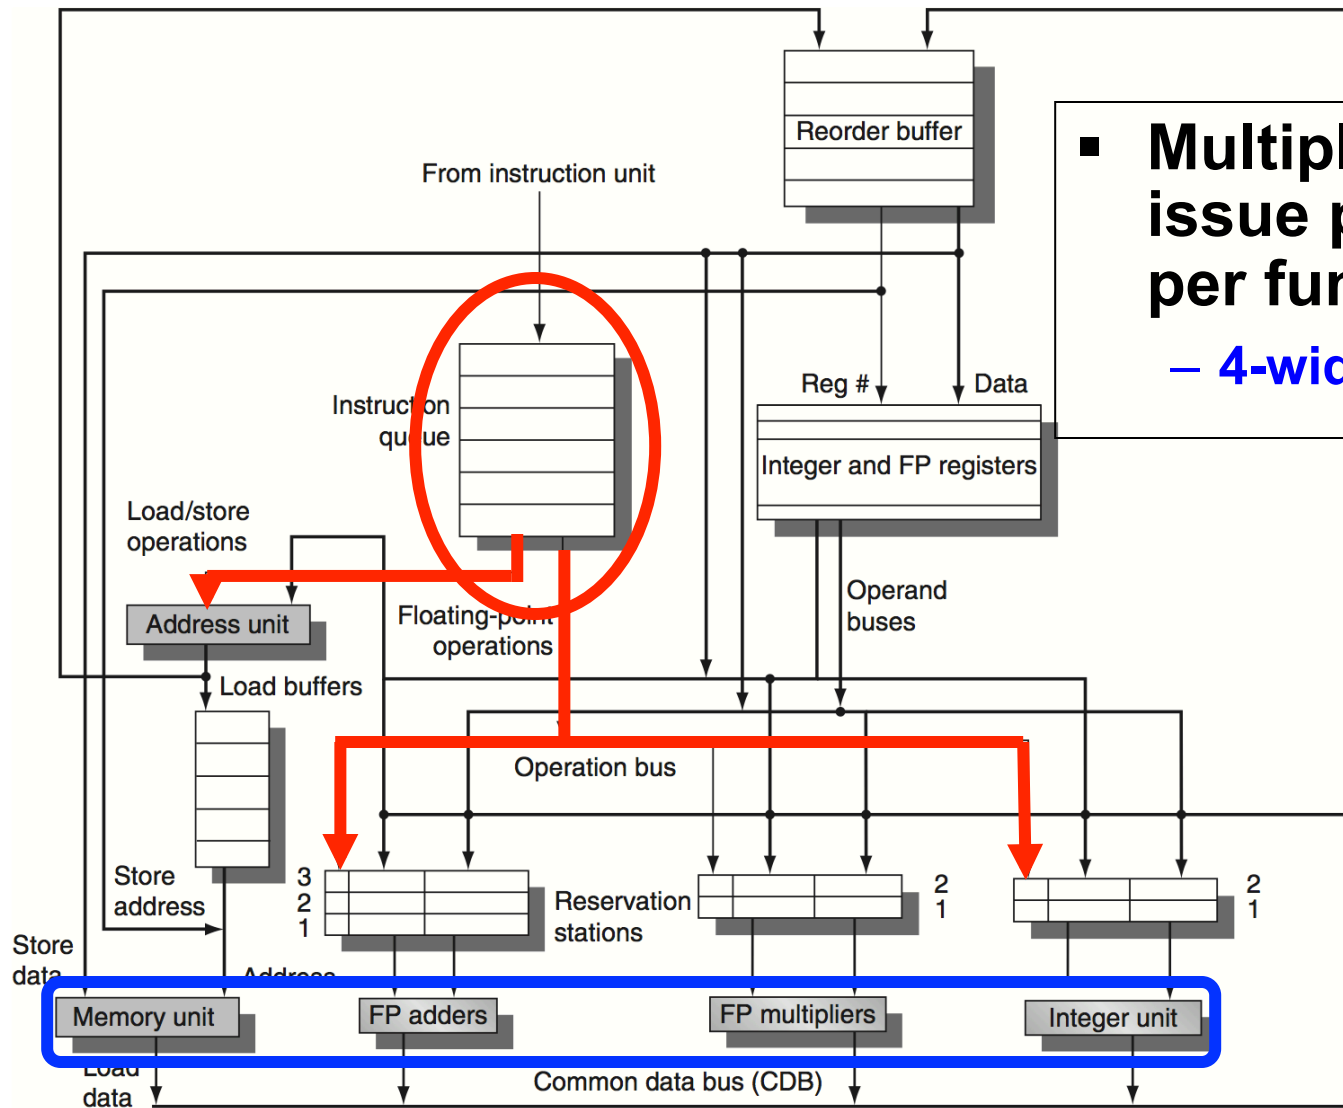 Reorder buffer
From instruction unit
▪ Multipl
issue p
per fur
– 4-wid
Reg #
Data
Instruction
queue
Integer and FP registers
Load/store
operations
Operand
buses
Address unit
Floating-point
operations
Load buffers
Operation bus
Store
address
3
2
1
Reservation
stations
2
1
2
1
Store
data
Address
Memory unit
FP adders
FP multipliers
Integer unit
Load
data
Common data bus (CDB)